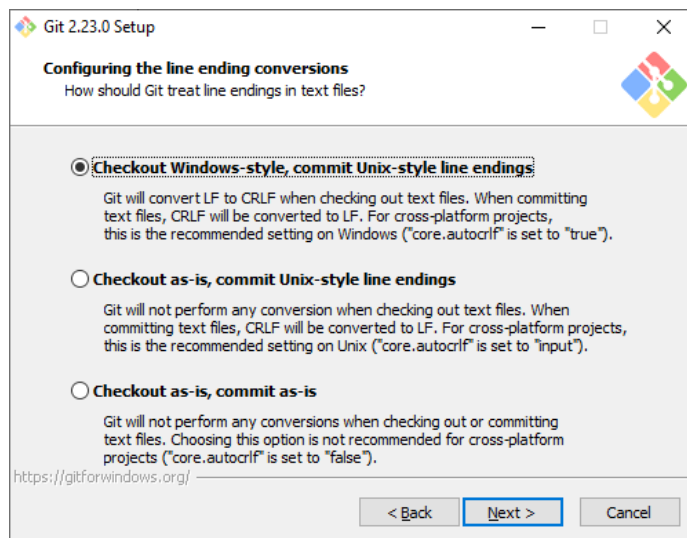 Git 2.23.0 Setup
Configuring the line ending conversions
How should Git treat line endings in text files?
Checkout Windows-style, commit Unix-style line endings
Git will convert LF to CRLF when checking out text files. When committing
text files, CRLF will be converted to LF. For cross-platform projects,
this is the recommended setting on Windows ("core.autocrlf" is set to "true").
Checkout as-is, commit Unix-style line endings
Git will not perform any conversion when checking out text files. When
committing text files, CRLF will be converted to LF. For cross-platform projects,
this is the recommended setting on Unix ("core.autocrlf" is set to "input").
Checkout as-is, commit as-is
Git will not perform any conversions when checking out or committing
text files. Choosing this option is not recommended for cross-platform
projects ("core.autocrlf" is set to "false").
https://gitforwindows.org/
< Back Next > Cancel